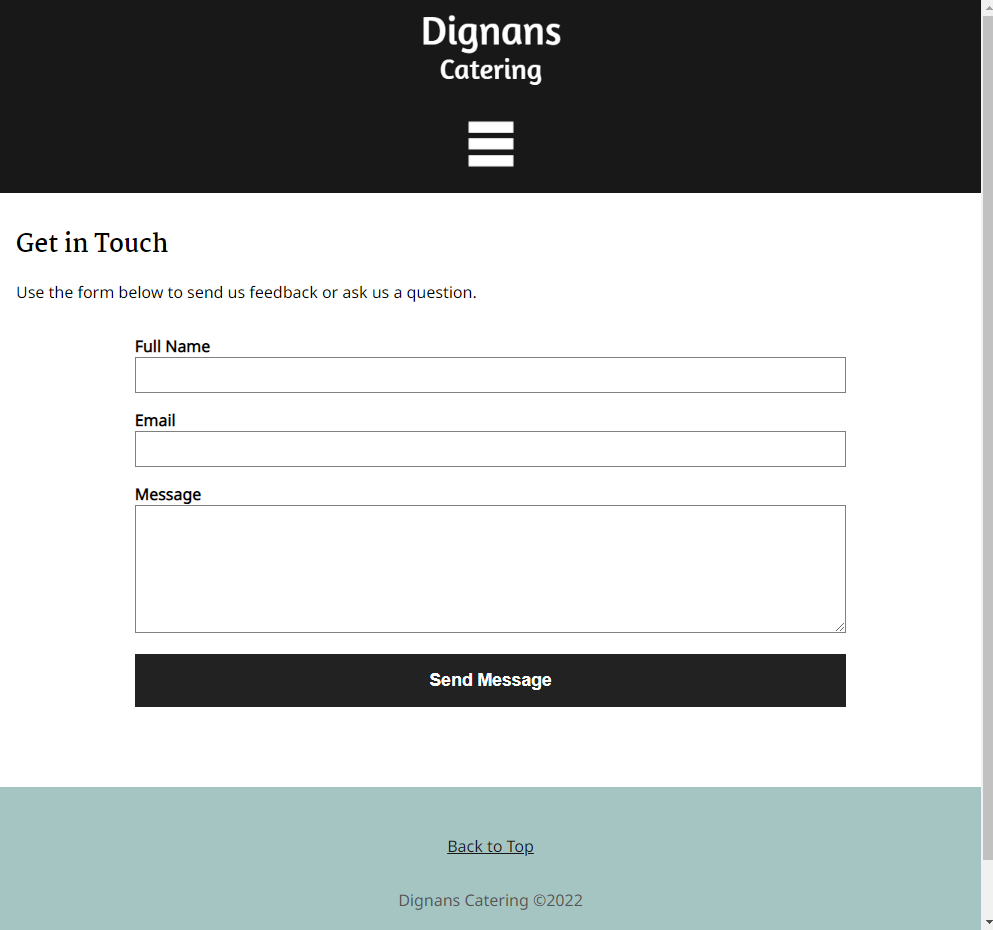 Dignans
Catering
Get in Touch
Use the form below to send us feedback or ask us a question.
Full Name
Email
Message
Send Message
Back to Top
Dignans Catering ©2022